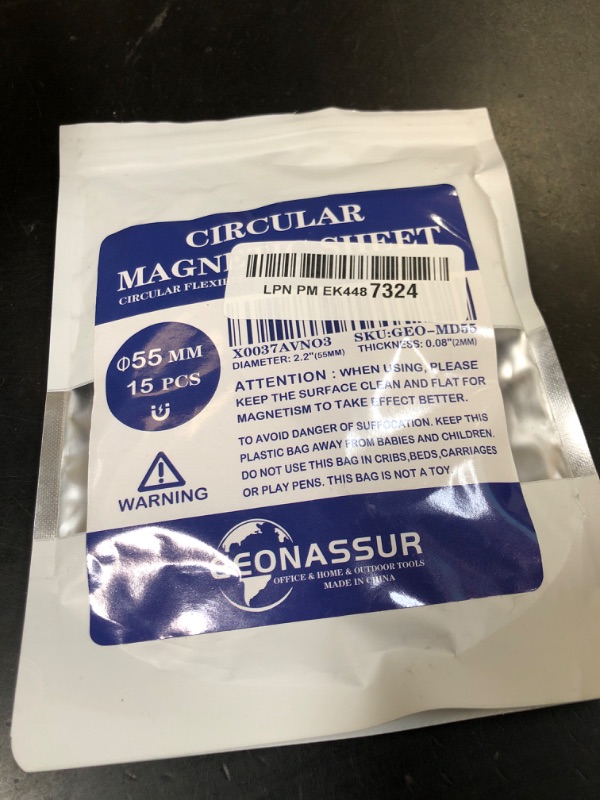 CIRCULAR
SHEET
CIRCULAR
LPN PM EK448 7324
X0037AVNO3 SKU:GEO-MD55
DIAMETER: 2.2"(55MM) THICKNESS: 0.08"(2MM)
Φ55 MM
15 PCS
ATTENTION : WHEN USING, PLEASE
KEEP THE SURFACE CLEAN AND FLAT FOR
MAGNETISM TO TAKE EFFECT BETTER.
TO AVOID DANGER OF SUFFOCATION. KEEP THIS
PLASTIC BAG AWAY FROM BABIES AND CHILDREN.
DO NOT USE THIS BAG IN CRIBS,BEDS,CARRIAGES
OR PLAY PENS. THIS BAG IS NOT A TOY
WARNING
GEONASSUR
OFFICE & HOME & OUTDOOR TOOLS
MADE IN CHINA